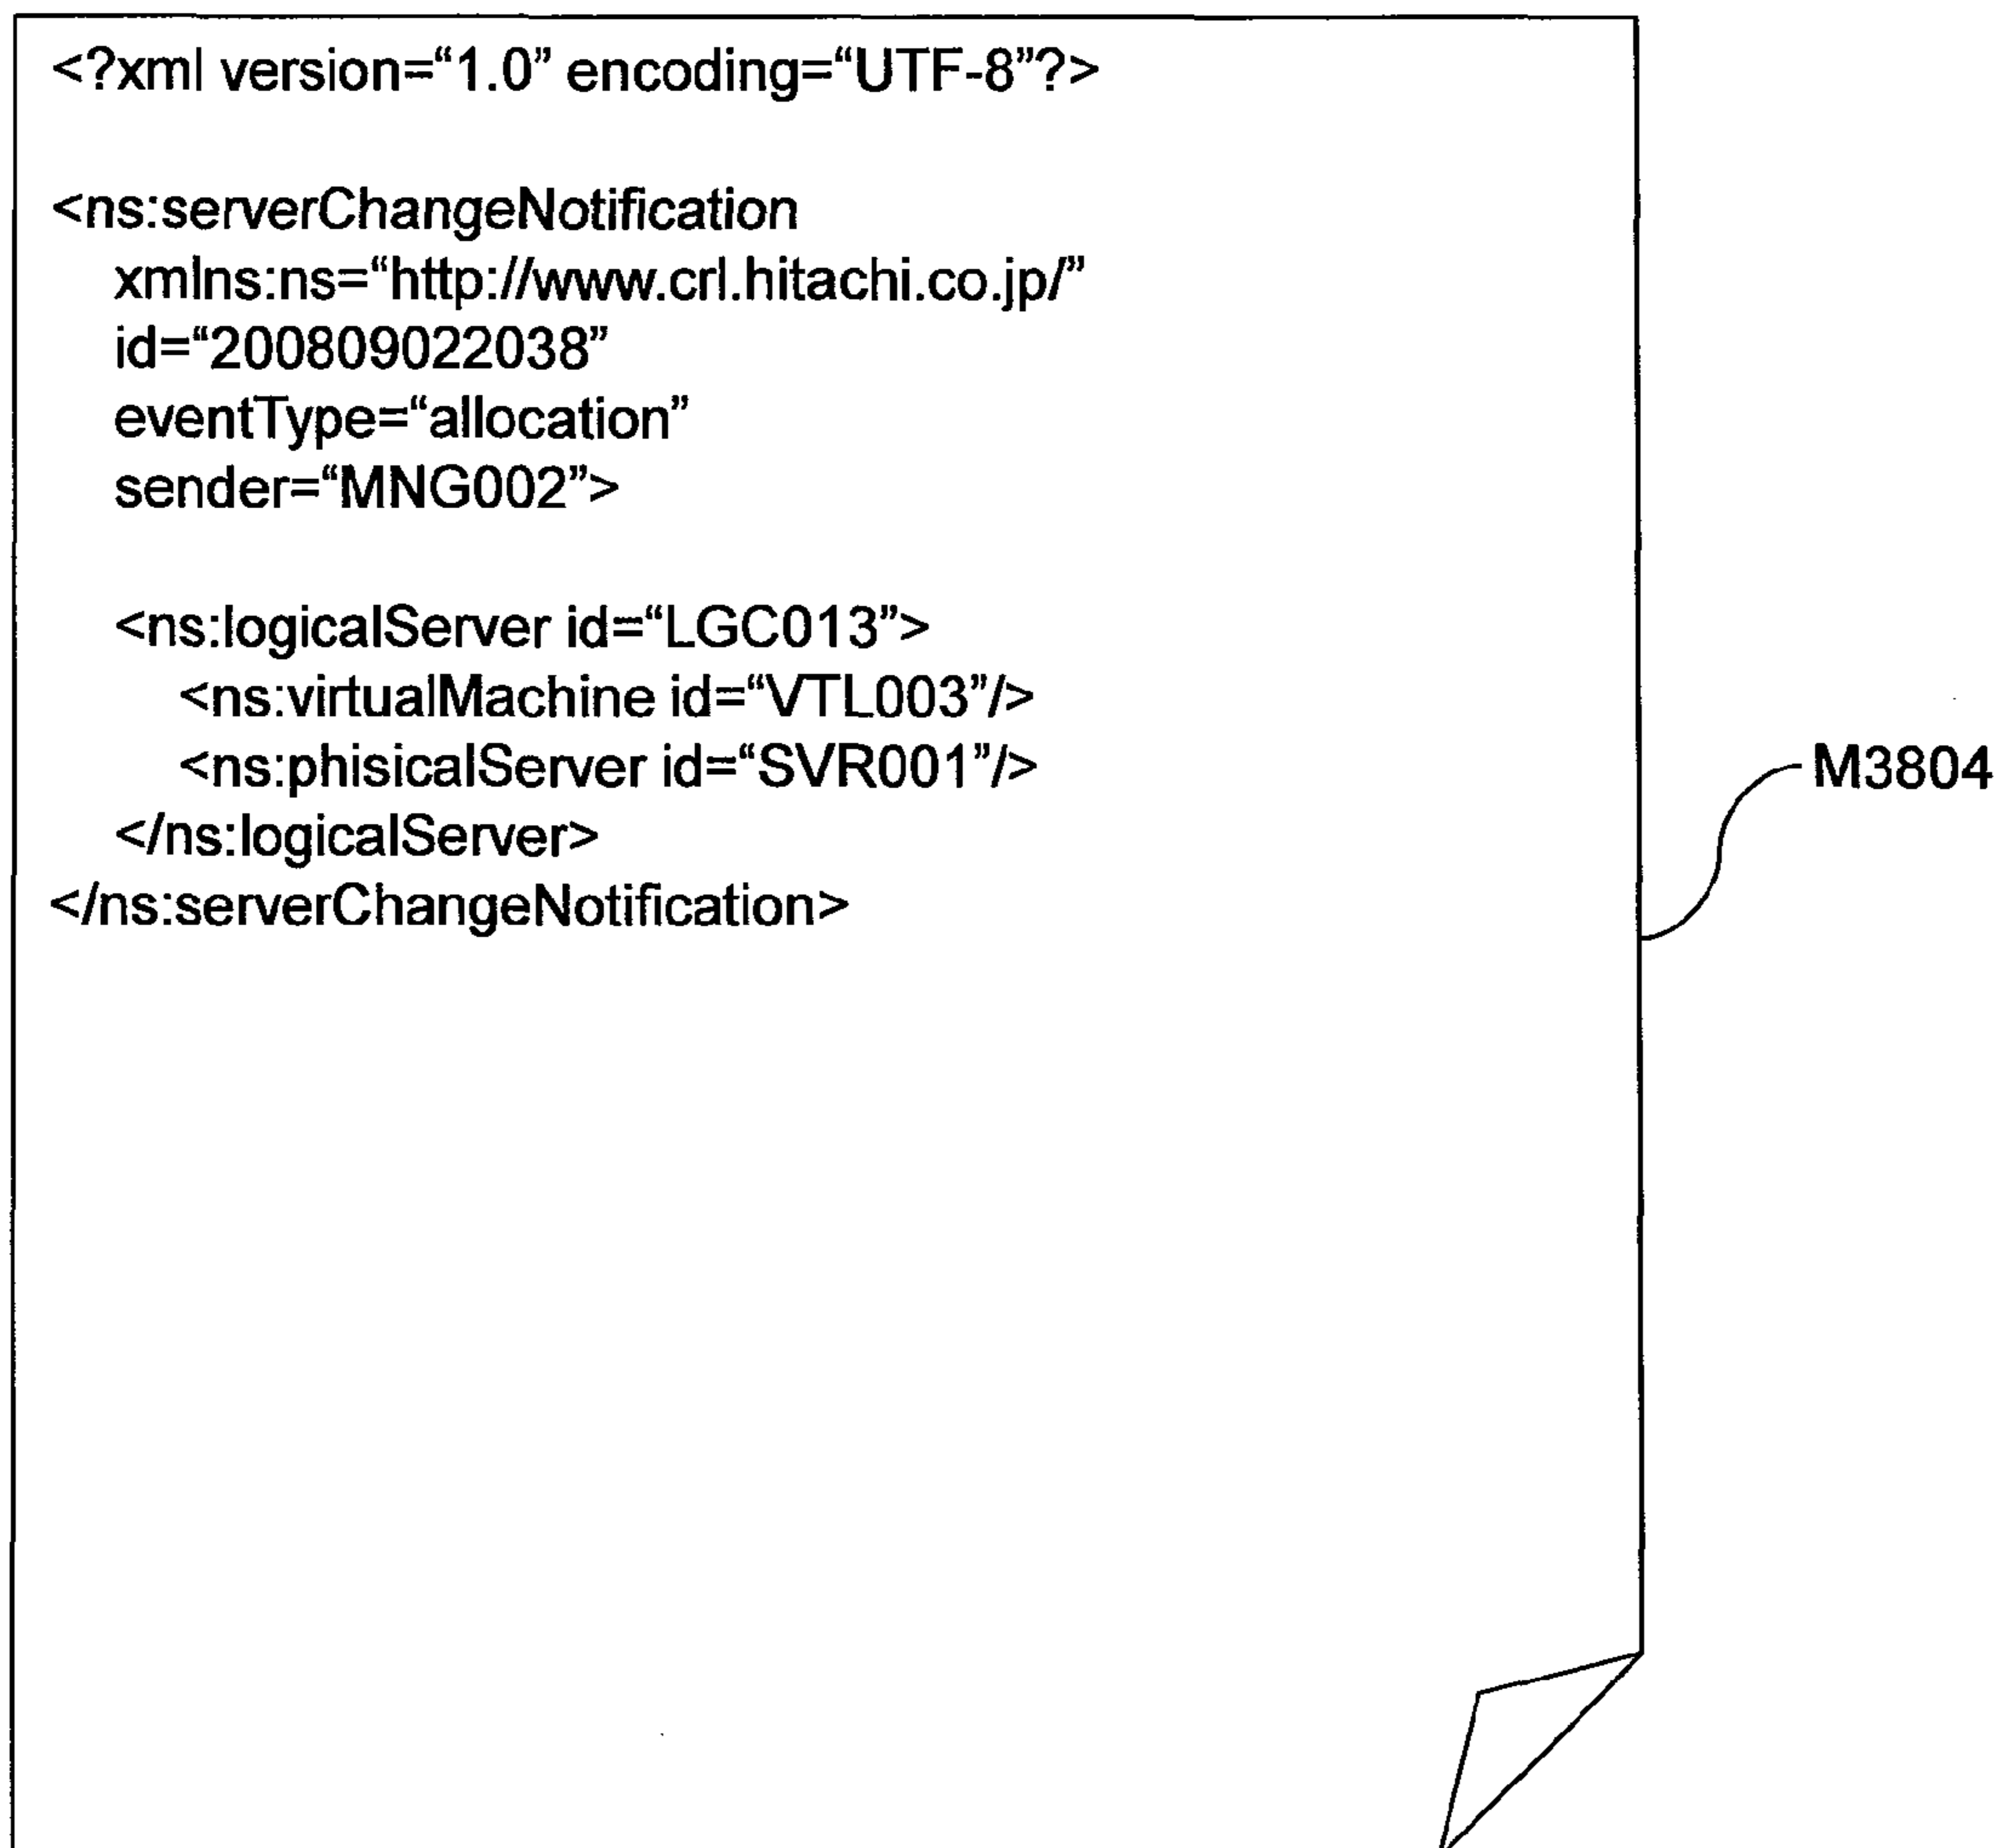 <?xml version=“1.0” encoding=“UTF-8”?>
<ns:serverChangeNotification
xmlns:ns=“http://www.crl.hitachi.co.jp/”
id=“200809022038”
eventType=“allocation”
sender=“MNG002”>
<ns:logicalServer id=“LGC013”>
<ns:virtualMachine id=“VTL003”/>
<ns:phisicalServer id=“SVR001”/>
</ns:logicalServer>
</ns:serverChangeNotification>
M3804